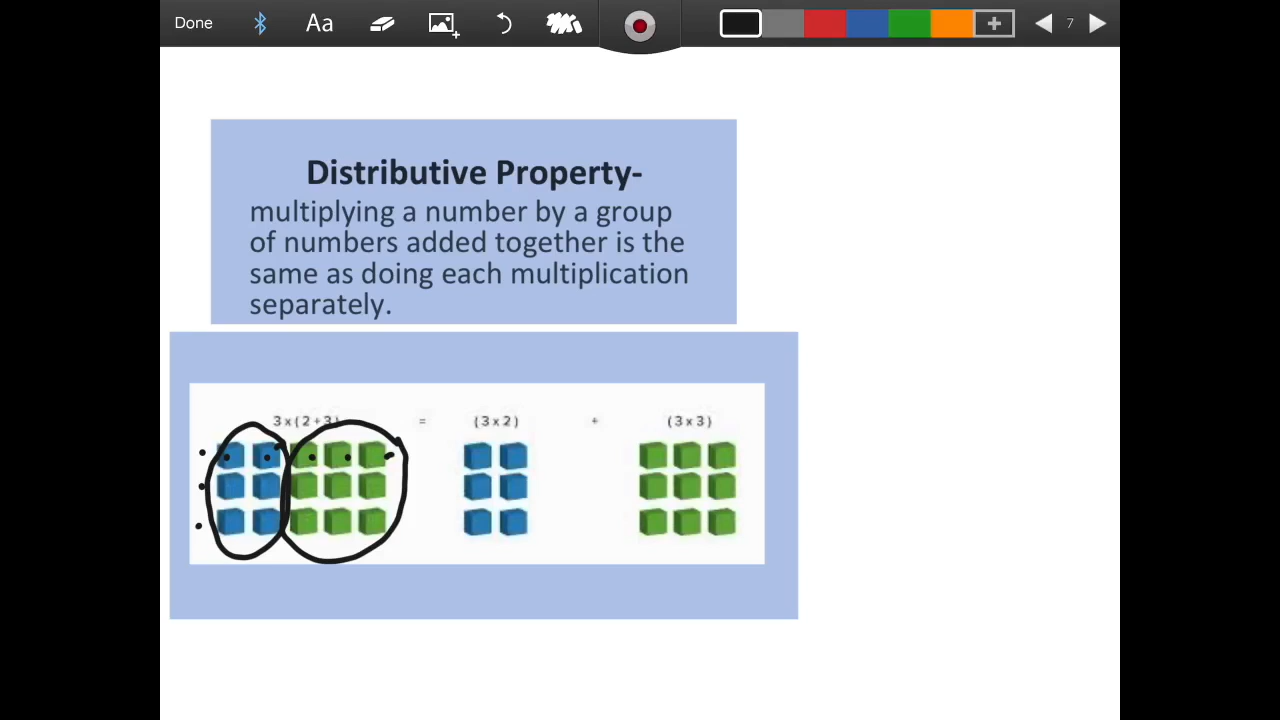 Done Aa 7
Distributive Property-
multiplying a number by a group
of numbers added together is the
same as doing each multiplication
separately.
3 x ( 2 + 3 ) = ( 3 x 2 ) + ( 3 x 3 )